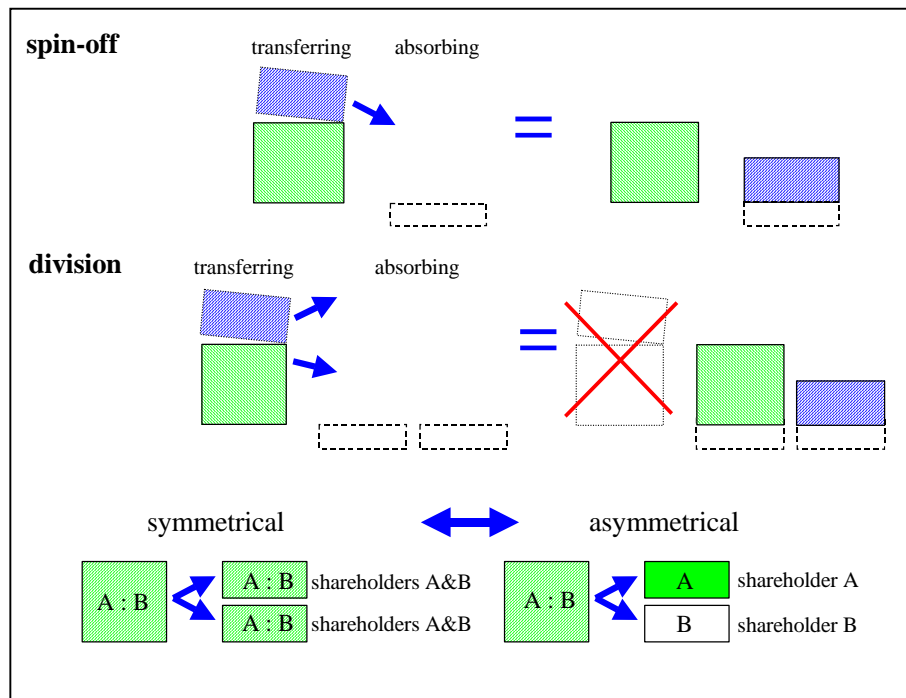 spin-off
transferring absorbing
=
division
transferring absorbing
=
symmetrical asymmetrical
A : B
A : B shareholders A&B
A : B shareholders A&B
A : B
A shareholder A
B shareholder B